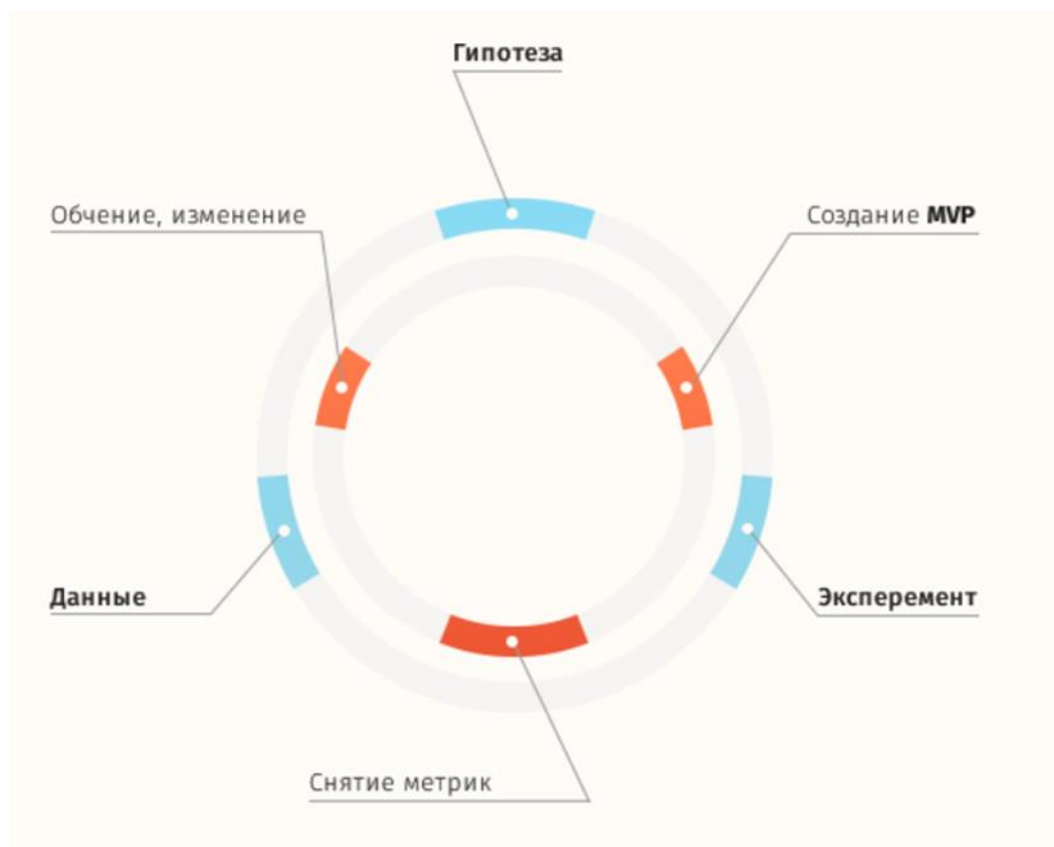 Гипотеза
Обчение, изменение
Создание MVP
Данные
Эксперемент
Снятие метрик